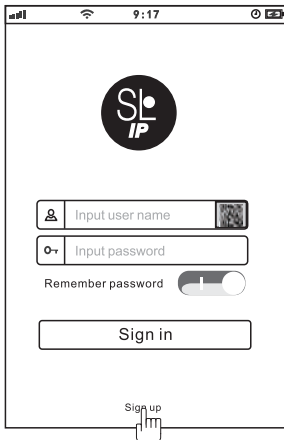 9:17
SL
IP
Input user name
Input password
Remember password
Sign in
Sign up